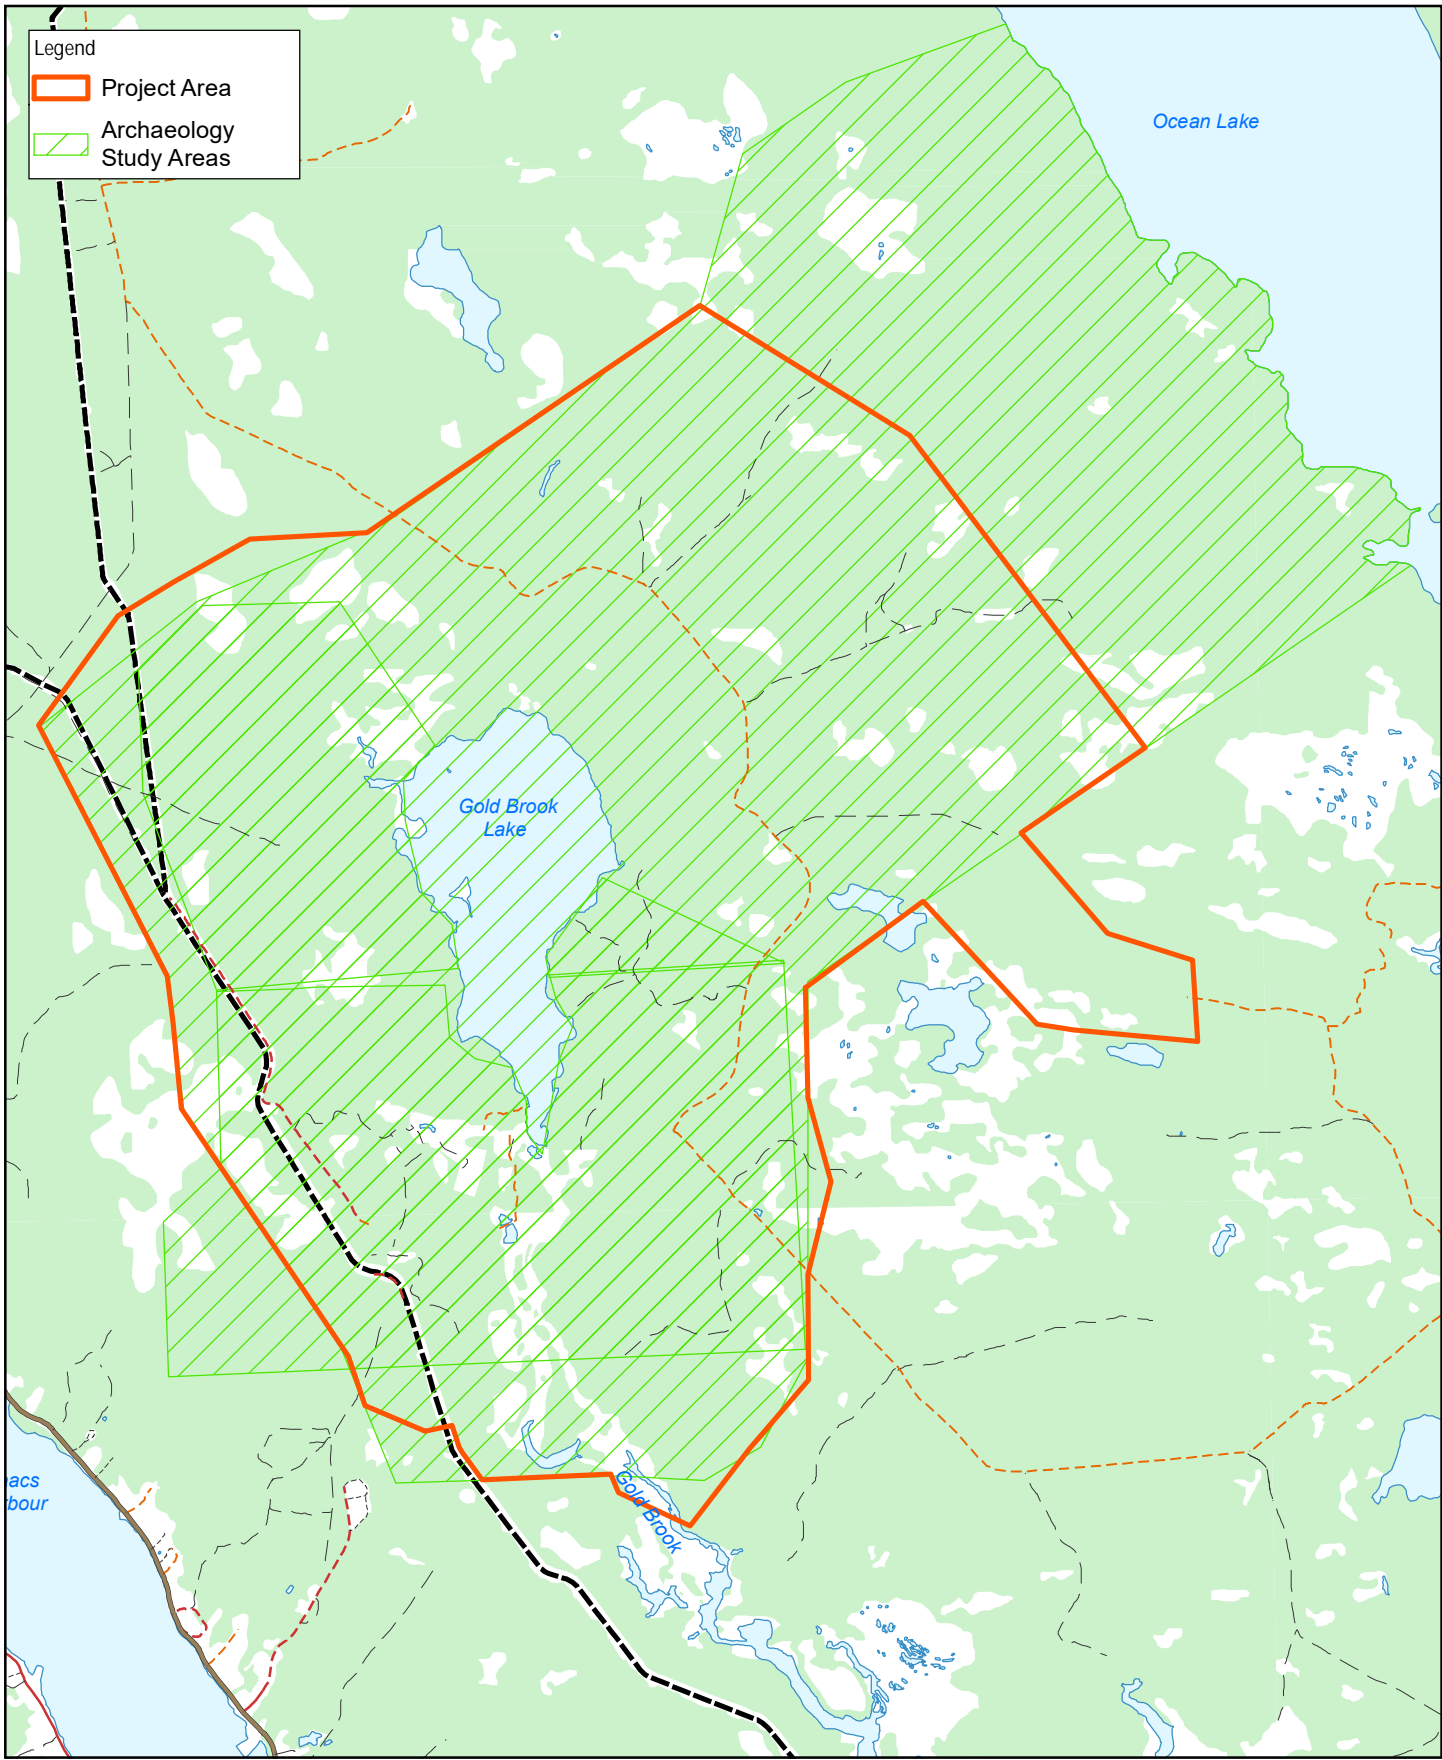 Legend
Project Area
Archaeology
Study Areas
Ocean Lake
Gold Brook
Lake
acs
bour
Gold Brook